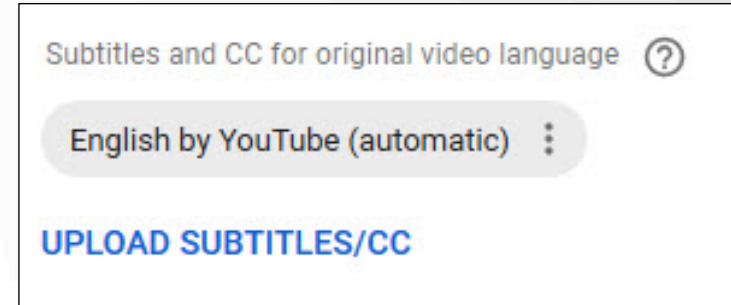 Subtitles and CC for original video language
English by YouTube (automatic)
UPLOAD SUBTITLES/CC